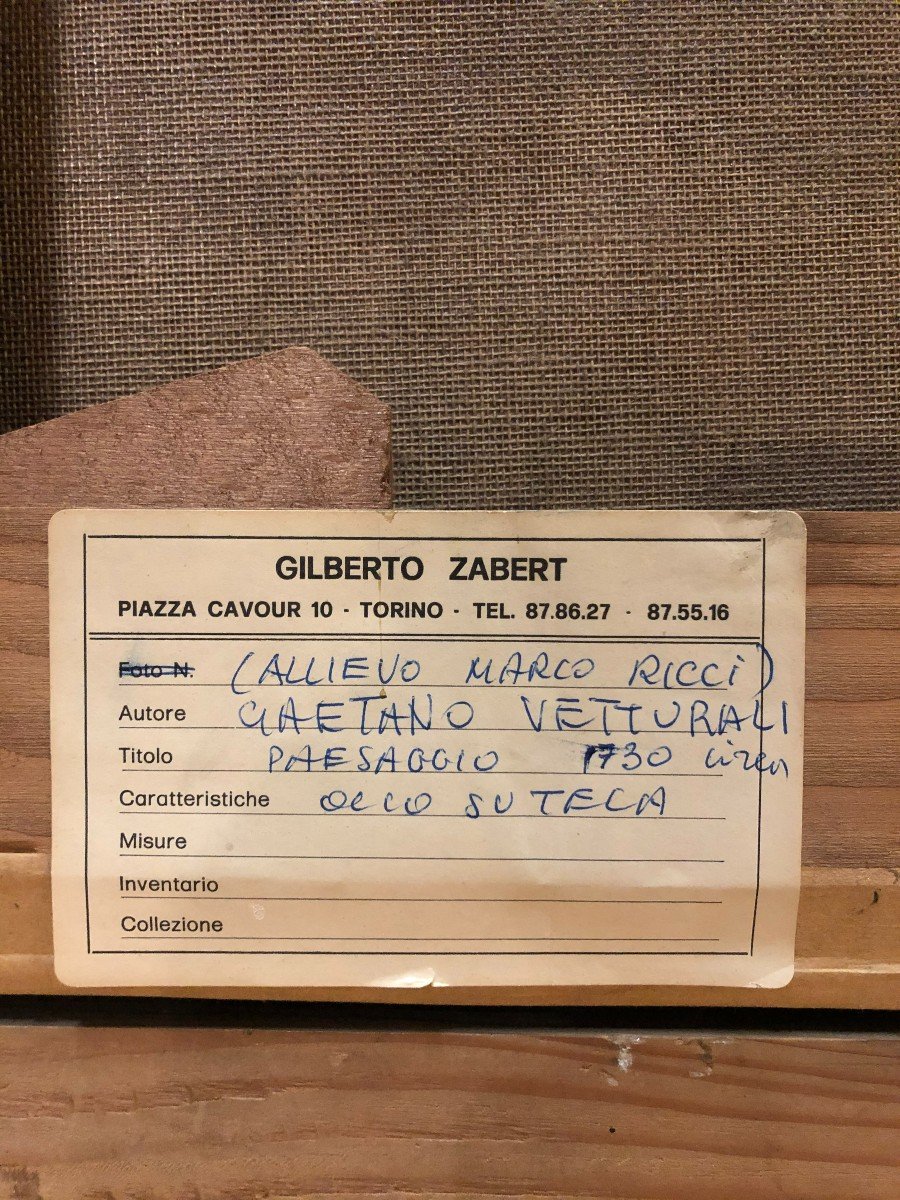 GILBERTO ZABERT
PIAZZA CAVOUR 10 - TORINO - TEL. 87.86.27 - 87.55.16
Foto N. (ALLIEVO MARCO RICCi)
Autore GAETANO VETTURALI
Titolo PAESAGGIO 1730 circa
Caratteristiche OLIO SU TELA
Misure
Inventario
Collezione